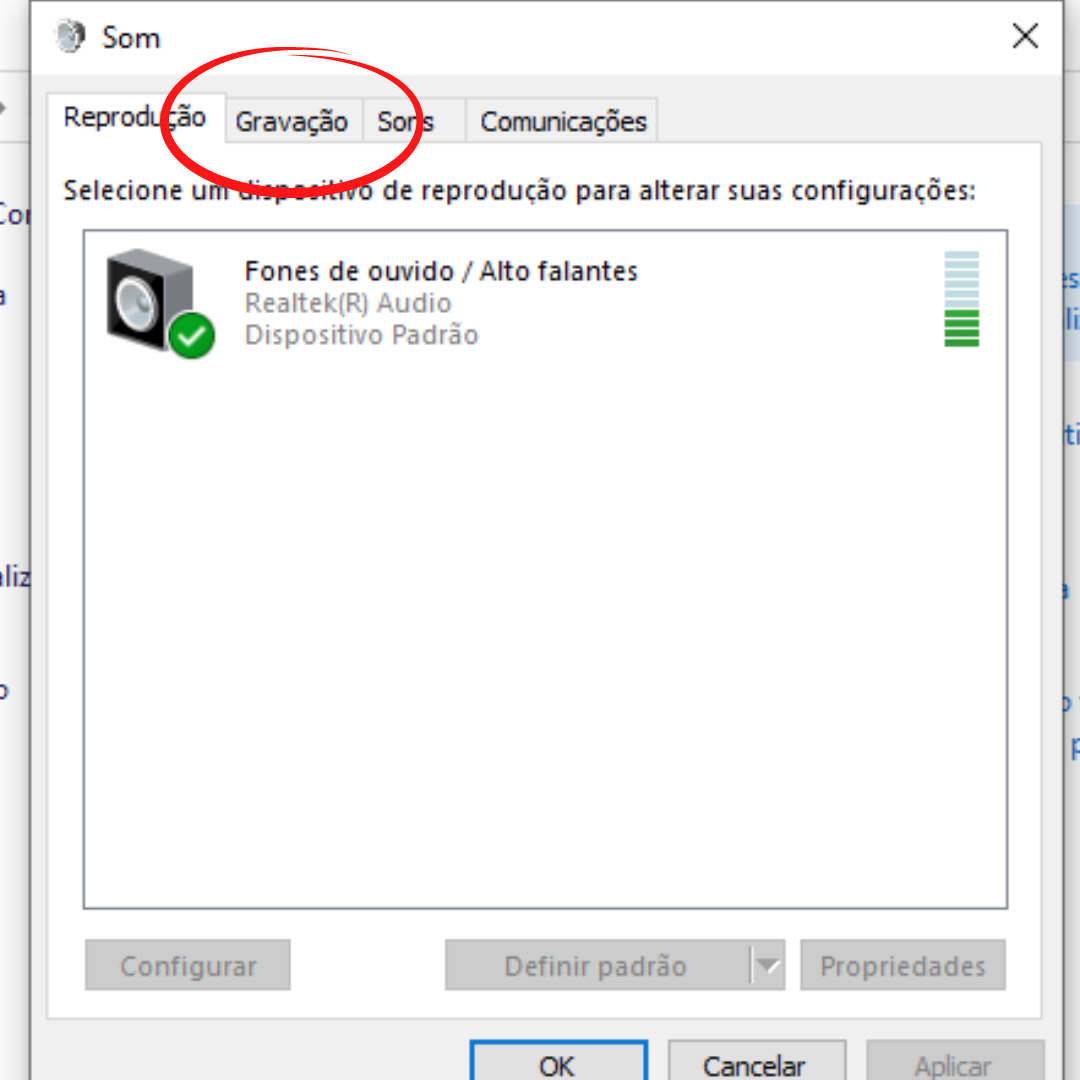 Som
Reprodução Gravação Sons Comunicações
Selecione um dispositivo de reprodução para alterar suas configurações:
Fones de ouvido / Alto falantes
Realtek(R) Audio
Dispositivo Padrão
Configurar Definir padrão Propriedades
OK Cancelar Aplicar